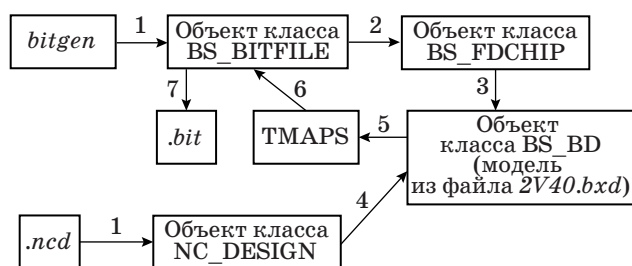 bitgen
1
Объект класса
BS_BITFILE
2
Объект класса
BS_FDCHIP
7
6
3
.bit
TMAPS
5
Объект
класса BS_BD
(модель
из файла 2V40.bxd)
4
.ncd
1
Объект класса
NC_DESIGN